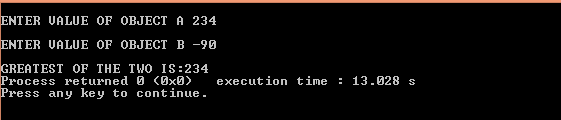 ENTER VALUE OF OBJECT A 234
ENTER VALUE OF OBJECT B -90
GREATEST OF THE TWO IS:234
Process returned 0 (0x0)   execution time : 13.028 s
Press any key to continue.